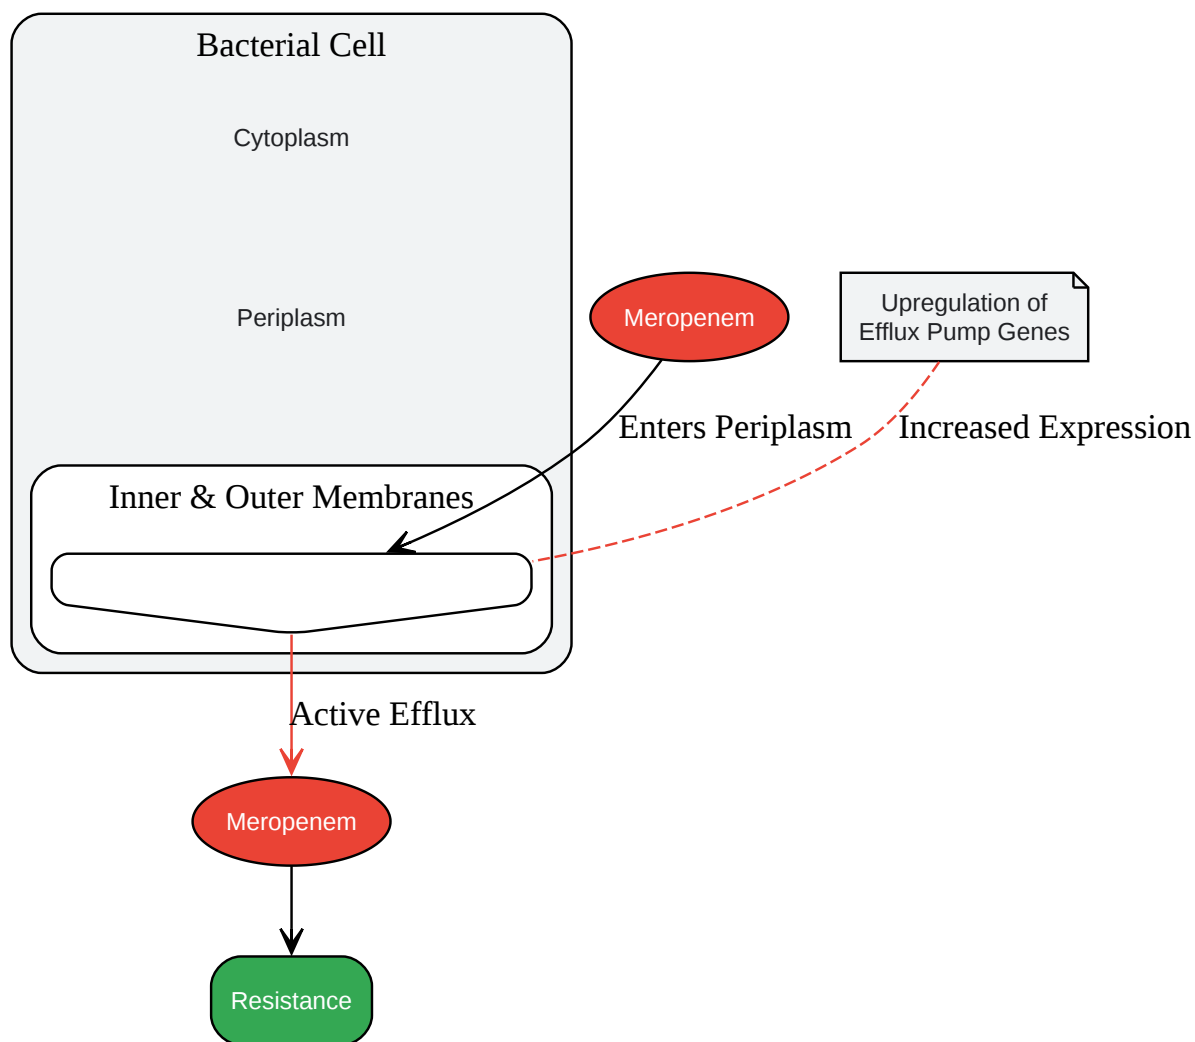 Bacterial Cell
Cytoplasm
Periplasm
Meropenem
Upregulation of
Efflux Pump Genes
Enters Periplasm
Increased Expression
Inner & Outer Membranes
Active Efflux
Meropenem
Resistance